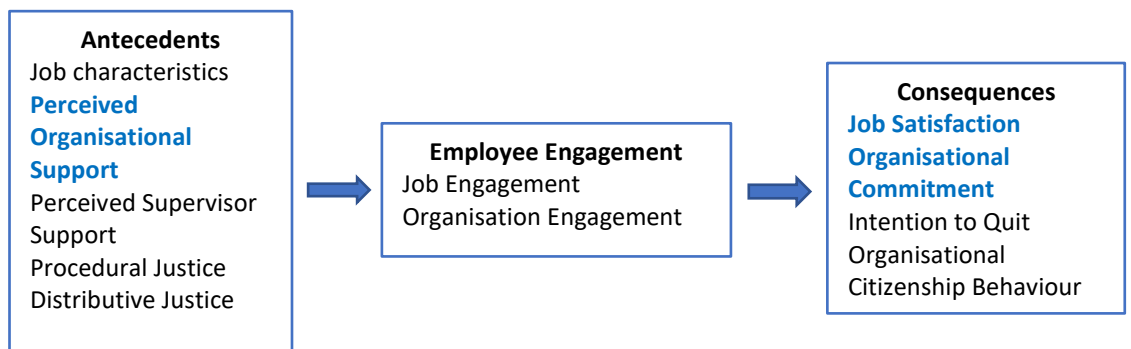 Antecedents
Job characteristics
Perceived
Organisational
Support
Perceived Supervisor
Support
Procedural Justice
Distributive Justice
Employee Engagement
Job Engagement
Organisation Engagement
Consequences
Job Satisfaction
Organisational
Commitment
Intention to Quit
Organisational
Citizenship Behaviour